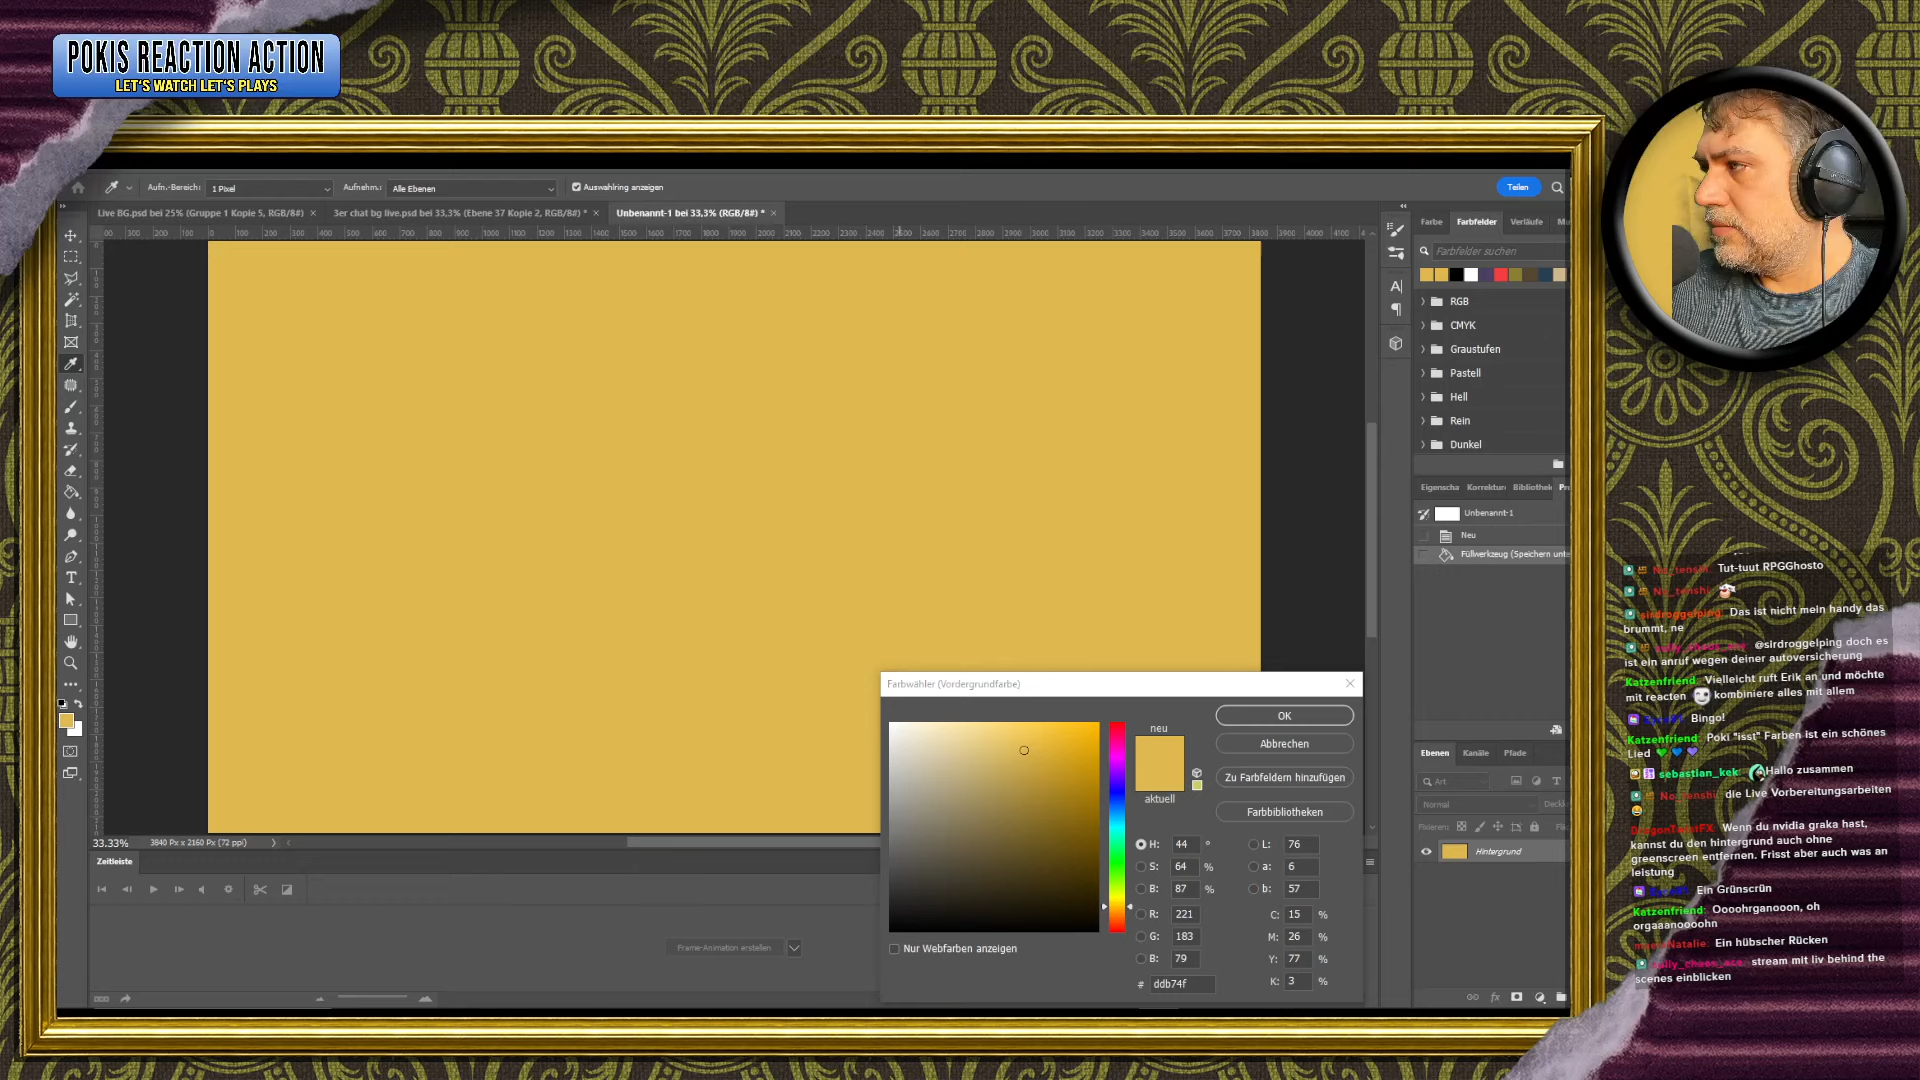 POKIS REACTION ACTION
LET'S WATCH LET'S PLAYS
Aufn.-Bereich: 1 Pixel Aufnehm.: Alle Ebenen Auswahlring anzeigen Teilen
Live BG.psd bei 25% (Gruppe 1 Kopie 5, RGB/8#) 3er chat bg live.psd bei 33,3% (Ebene 37 Kopie 2, RGB/8#) * Unbenannt-1 bei 33,3% (RGB/8#) *
Farbe Farbfelder Verläufe
Farbfelder suchen
RGB
CMYK
Graustufen
Pastell
Hell
Rein
Dunkel
Eigenscha Korrektur Bibliothek
Unbenannt-1
Neu
Füllwerkzeug (Speichern unte
Ebenen Kanäle Pfade
Art
Normal
Fixieren:
Hintergrund
33.33% 3840 Px x 2160 Px (72 ppi)
Zeitleiste
Frame-Animation erstellen
Farbwähler (Vordergrundfarbe)
neu
aktuell
OK
Abbrechen
Zu Farbfeldern hinzufügen
Farbbibliotheken
H: 44 ° L: 76
S: 64 % a: 6
B: 87 % b: 57
R: 221 C: 15 %
G: 183 M: 26 %
B: 79 Y: 77 %
# ddb74f K: 3 %
Nur Webfarben anzeigen
Tut-tuut RPGGhosto
sirdroggelping: Das ist nicht mein handy das
brummt, ne
@sirdroggelping doch es
ist ein anruf wegen deiner autoversicherung
Katzenfriend: Vielleicht ruft Erik an und möchte
mit reacten kombiniere alles mit allem
Bingo!
Katzenfriend: Poki "isst" Farben ist ein schönes
Lied
sebastian_kek: Hallo zusammen
die Live Vorbereitungsarbeiten
Wenn du nvidia graka hast,
kannst du den hintergrund auch ohne
greenscreen entfernen. Frisst aber auch was an
leistung
Ein Grünscrün
Katzenfriend: Oooohrganooon, oh
orgaaanoooohn
Ein hübscher Rücken
stream mit liv behind the
scenes einblicken